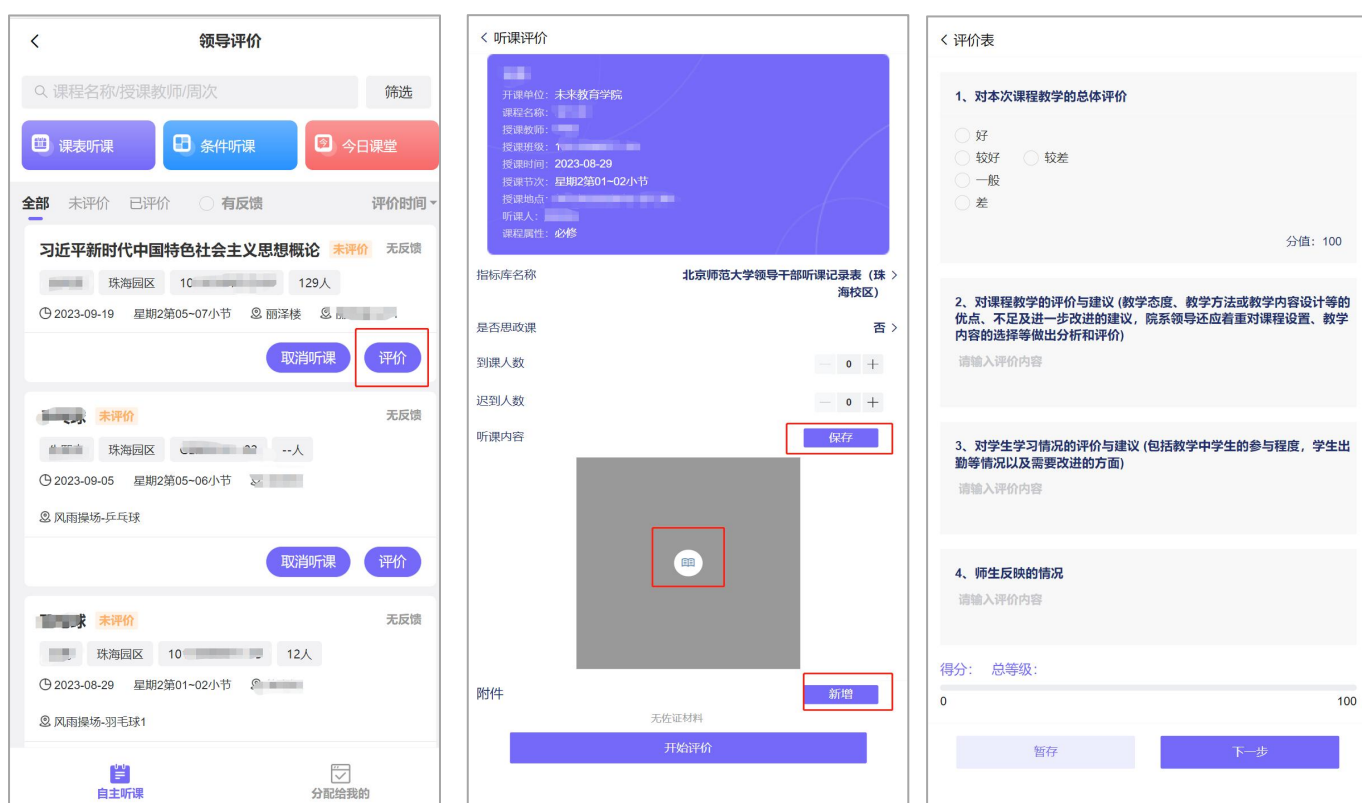 领导评价
课程名称/授课教师/周次
筛选
课表听课
条件听课
今日课堂
全部 未评价 已评价 有反馈 评价时间
习近平新时代中国特色社会主义思想概论 未评价 无反馈
珠海园区 10 129人
2023-09-19 星期2第05~07小节 丽泽楼
取消听课 评价
球 未评价 无反馈
珠海园区 --人
2023-09-05 星期2第05~06小节
风雨操场-乒乓球
取消听课 评价
球 未评价 无反馈
珠海园区 10 12人
2023-08-29 星期2第01~02小节
风雨操场-羽毛球1
自主听课 分配给我的
听课评价
开课单位: 未来教育学院
课程名称:
授课教师:
授课班级: 1
授课时间: 2023-08-29
授课节次: 星期2第01~02小节
授课地点:
听课人:
课程属性: 必修
指标库名称 北京师范大学领导干部听课记录表（珠
海校区）
是否思政课 否
到课人数 — 0 +
迟到人数 — 0 +
听课内容 保存
附件 新增
无佐证材料
开始评价
评价表
1、对本次课程教学的总体评价
好
较好 较差
一般
差
分值: 100
2、对课程教学的评价与建议 (教学态度、教学方法或教学内容设计等的
优点、不足及进一步改进的建议，院系领导还应着重对课程设置、教学
内容的选择等做出分析和评价)
请输入评价内容
3、对学生学习情况的评价与建议 (包括教学中学生的参与程度，学生出
勤等情况以及需要改进的方面)
请输入评价内容
4、师生反映的情况
请输入评价内容
得分: 总等级:
0 100
暂存 下一步